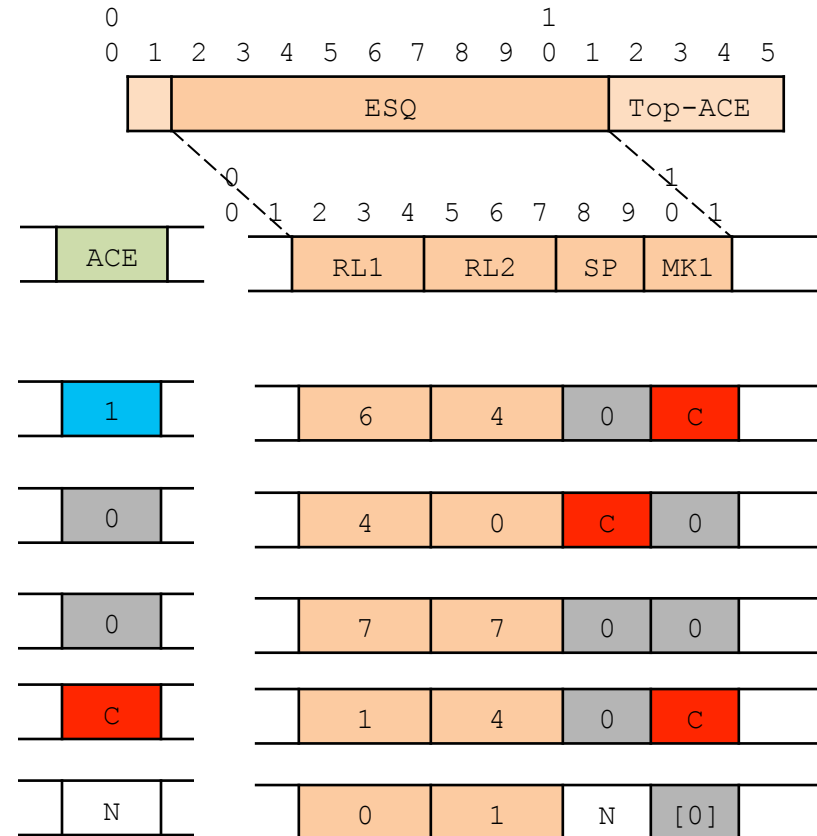 0 1
0 1 2 3 4 5 6 7 8 9 0 1 2 3 4 5
ESQ Top-ACE
0 1
0 1 2 3 4 5 6 7 8 9 0 1
ACE RL1 RL2 SP MK1
1 6 4 0 C
0 4 0 C 0
0 7 7 0 0
C 1 4 0 C
N 0 1 N [0]